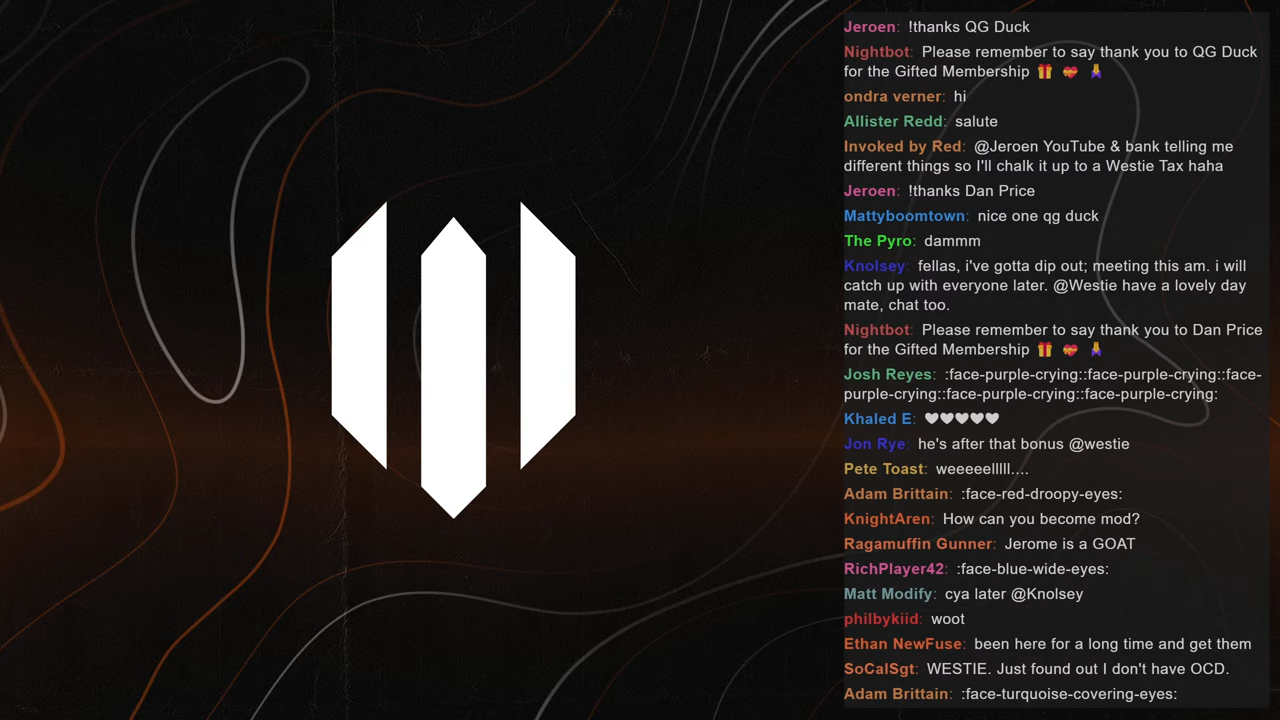 Jeroen: !thanks QG Duck
Nightbot: Please remember to say thank you to QG Duck
for the Gifted Membership 🎁 💝 🙏
ondra verner: hi
Allister Redd: salute
Invoked by Red: @Jeroen YouTube & bank telling me
different things so I'll chalk it up to a Westie Tax haha
Jeroen: !thanks Dan Price
Mattyboomtown: nice one qg duck
The Pyro: dammm
Knolsey: fellas, i've gotta dip out; meeting this am. i will
catch up with everyone later. @Westie have a lovely day
mate, chat too.
Nightbot: Please remember to say thank you to Dan Price
for the Gifted Membership 🎁 💝 🙏
Josh Reyes: :face-purple-crying::face-purple-crying::face-
purple-crying::face-purple-crying::face-purple-crying:
Khaled E: 🤍🤍🤍🤍🤍
Jon Rye: he's after that bonus @westie
Pete Toast: weeeeelllll....
Adam Brittain: :face-red-droopy-eyes:
KnightAren: How can you become mod?
Ragamuffin Gunner: Jerome is a GOAT
RichPlayer42: :face-blue-wide-eyes:
Matt Modify: cya later @Knolsey
philbykiid: woot
Ethan NewFuse: been here for a long time and get them
SoCalSgt: WESTIE. Just found out I don't have OCD.
Adam Brittain: :face-turquoise-covering-eyes: